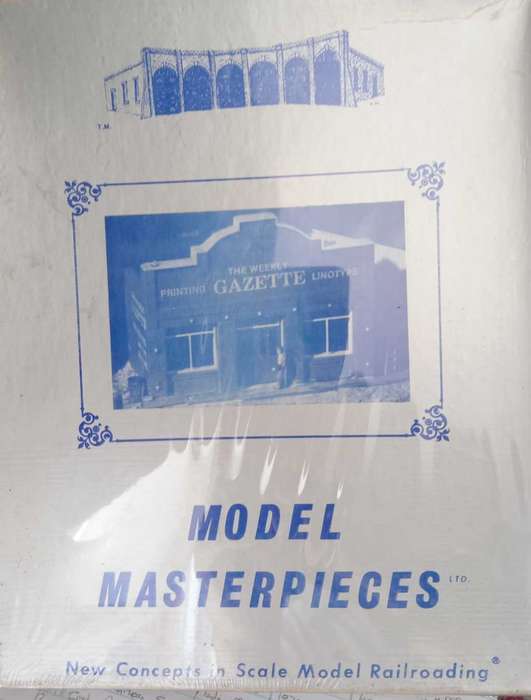 T.M.
THE WEEKLY
PRINTING GAZETTE LINOTYPE
MODEL
MASTERPIECES LTD.
New Concepts in Scale Model Railroading®